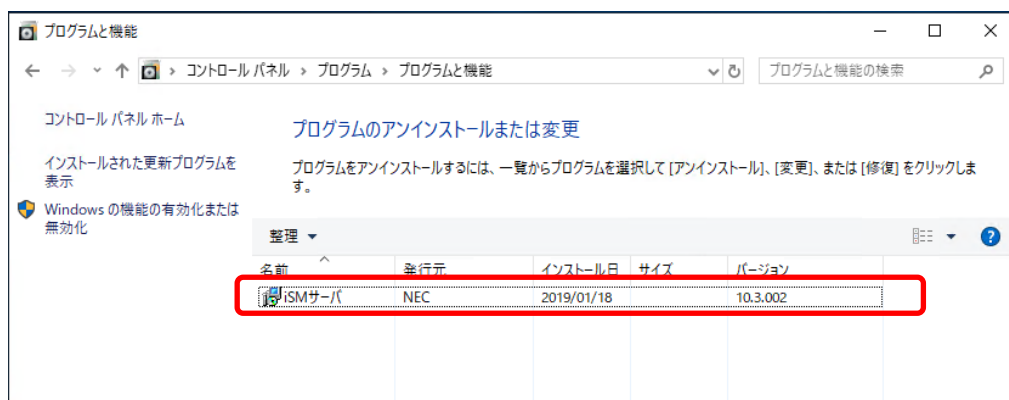 プログラムと機能
コントロール パネル › プログラム › プログラムと機能
プログラムと機能の検索
コントロール パネル ホーム
インストールされた更新プログラムを
表示
Windows の機能の有効化または
無効化
プログラムのアンインストールまたは変更
プログラムをアンインストールするには、一覧からプログラムを選択して [アンインストール]、[変更]、または [修復] をクリックしま
す。
整理
名前 発行元 インストール日 サイズ バージョン
iSMサーバ NEC 2019/01/18 10.3.002